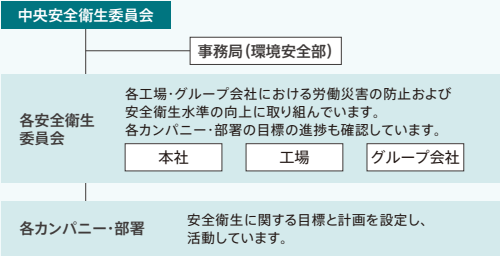 中央安全衛生委員会
事務局（環境安全部）
各安全衛生
委員会
各工場・グループ会社における労働災害の防止および
安全衛生水準の向上に取り組んでいます。
各カンパニー・部署の目標の進捗も確認しています。
本社
工場
グループ会社
各カンパニー・部署
安全衛生に関する目標と計画を設定し、
活動しています。